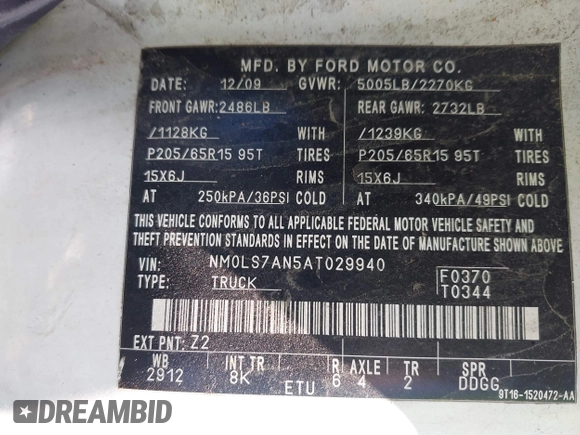 MFD. BY FORD MOTOR CO.
DATE: 12/09 GVWR: 5005LB/2270KG
FRONT GAWR: 2486LB REAR GAWR: 2732LB
/1128KG WITH /1239KG WITH
P205/65R15 95T TIRES P205/65R15 95T TIRES
15X6J RIMS 15X6J RIMS
AT 250kPA/36PSI COLD AT 340kPA/49PSI COLD
THIS VEHICLE CONFORMS TO ALL APPLICABLE FEDERAL MOTOR VEHICLE SAFETY AND
THEFT PREVENTION STANDARDS IN EFFECT ON THE DATE OF MANUFACTURE SHOWN ABOVE.
VIN: NM0LS7AN5AT029940 F0370
TYPE: TRUCK T0344
EXT PNT: Z2
WB INT TR R AXLE TR SPR
2912 8K 6 4 2 DDGG
ETU
9T16-1520472-AA
DREAMBID
DREAMBID